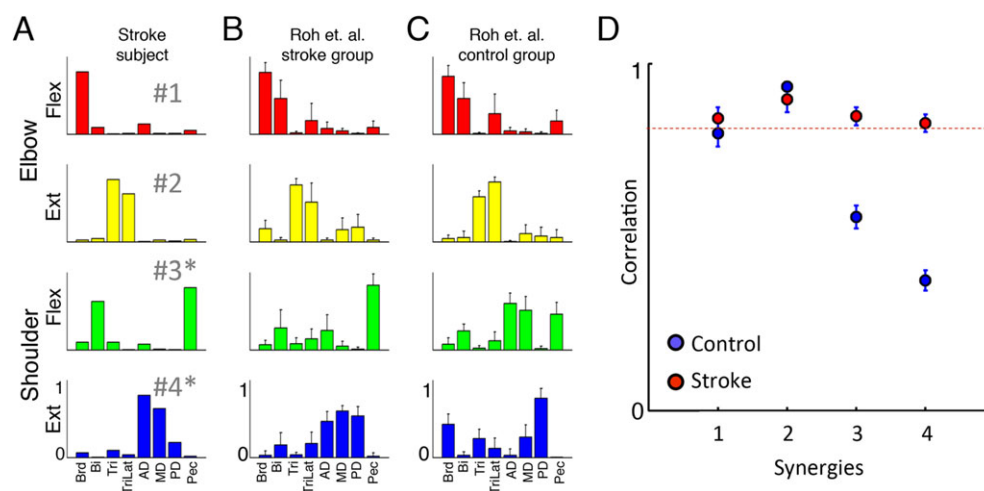 A
Stroke
subject
B
Roh et. al.
stroke group
C
Roh et. al.
control group
D
Elbow
Flex
#1
Ext
#2
Shoulder
Flex
#3*
Ext
1
0
#4*
1
0
1
0
Brd Bi Tri TriLat AD MD PD Pec
Brd Bi Tri TriLat AD MD PD Pec
Brd Bi Tri TriLat AD MD PD Pec
1
Correlation
0
Control
Stroke
1 2 3 4
Synergies